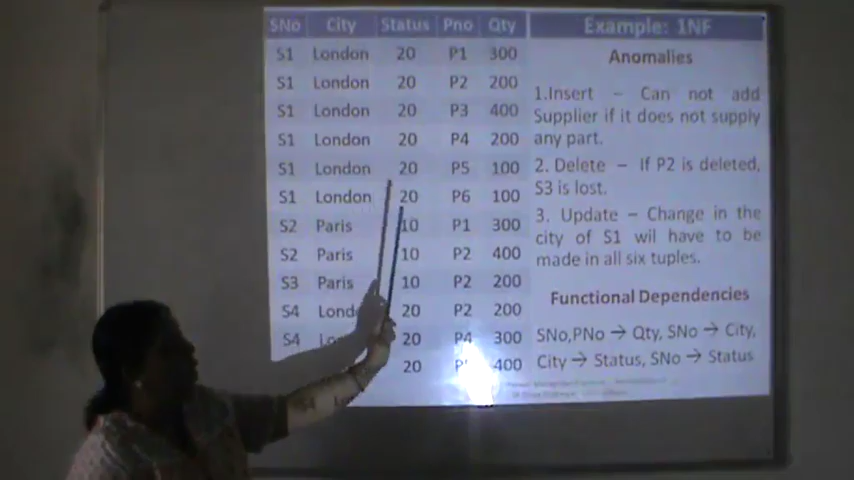 SNo City Status Pno Qty
S1 London 20 P1 300
S1 London 20 P2 200
S1 London 20 P3 400
S1 London 20 P4 200
S1 London 20 P5 100
S1 London 20 P6 100
S2 Paris 10 P1 300
S2 Paris 10 P2 400
S3 Paris 10 P2 200
S4 20 P2 200
S4 20 P4 300
20 400
Example: 1NF
Anomalies
1.Insert – Can not add
Supplier if it does not supply
any part.
2. Delete – If P2 is deleted,
S3 is lost.
3. Update – Change in the
city of S1 wil have to be
made in all six tuples.
Functional Dependencies
SNo,PNo → Qty, SNo → City,
City → Status, SNo → Status